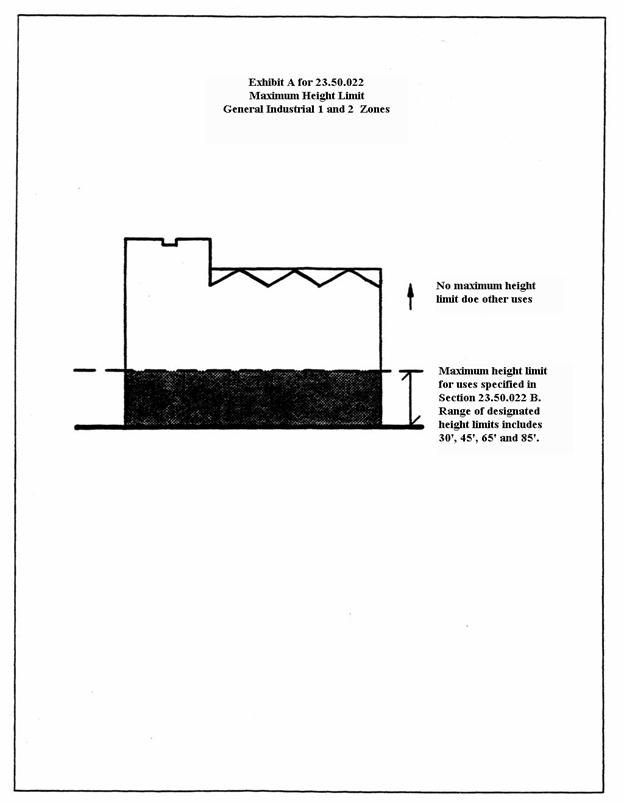 Exhibit A for 23.50.022
Maximum Height Limit
General Industrial 1 and 2 Zones
No maximum height
limit doe other uses
Maximum height limit
for uses specified in
Section 23.50.022 B.
Range of designated
height limits includes
30', 45', 65' and 85'.